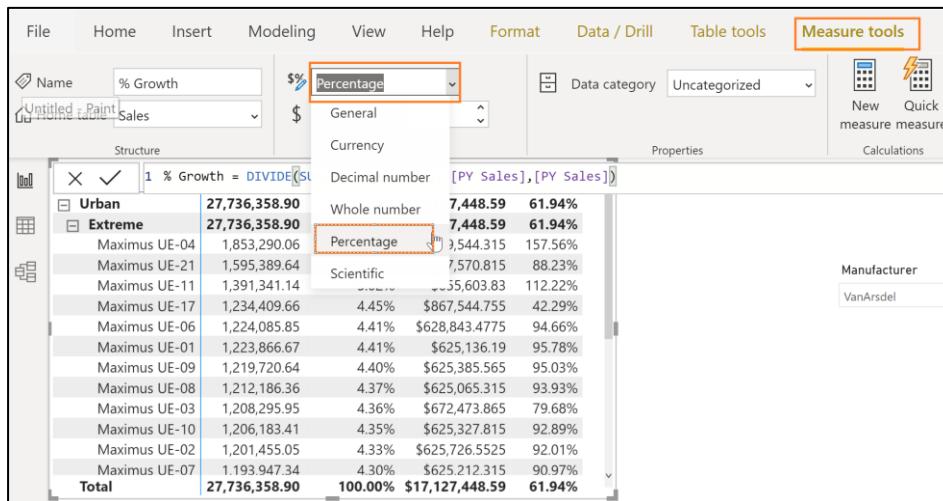 File Home Insert Modeling View Help Format Data / Drill Table tools Measure tools
Name % Growth $% Percentage Data category Uncategorized
Untitled - Paint
Home table Sales $ General New Quick
measure measure
Structure Properties Calculations
Currency
Decimal number
Whole number
Percentage
Scientific
1 % Growth = DIVIDE(SU [PY Sales],[PY Sales])
Urban 27,736,358.90 7,448.59 61.94%
Extreme 27,736,358.90 7,448.59 61.94%
Maximus UE-04 1,853,290.06 9,544.315 157.56%
Maximus UE-21 1,595,389.64 7,570.815 88.23%
Maximus UE-11 1,391,341.14 55,603.83 112.22%
Maximus UE-17 1,234,409.66 4.45% $867,544.755 42.29%
Maximus UE-06 1,224,085.85 4.41% $628,843.4775 94.66%
Maximus UE-01 1,223,866.67 4.41% $625,136.19 95.78%
Maximus UE-09 1,219,720.64 4.40% $625,385.565 95.03%
Maximus UE-08 1,212,186.36 4.37% $625,065.315 93.93%
Maximus UE-03 1,208,295.95 4.36% $672,473.865 79.68%
Maximus UE-10 1,206,183.41 4.35% $625,327.815 92.89%
Maximus UE-02 1,201,455.05 4.33% $625,726.5525 92.01%
Maximus UE-07 1,193,947.34 4.30% $625,212.315 90.97%
Total 27,736,358.90 100.00% $17,127,448.59 61.94%
Manufacturer
VanArsdel